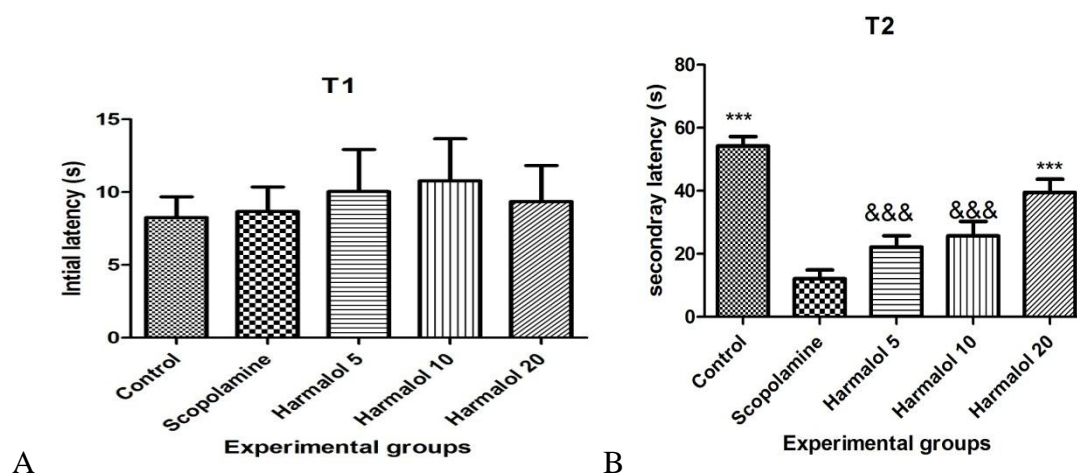 T1
Intial latency (s)
15
10
5
0
Control
Scopolamine
Harmalol 5
Harmalol 10
Harmalol 20
Experimental groups
A
T2
secondray latency (s)
80
60
40
20
0
***
&&&
&&&
***
Control
Scopolamine
Harmalol 5
Harmalol 10
Harmalol 20
Experimental groups
B